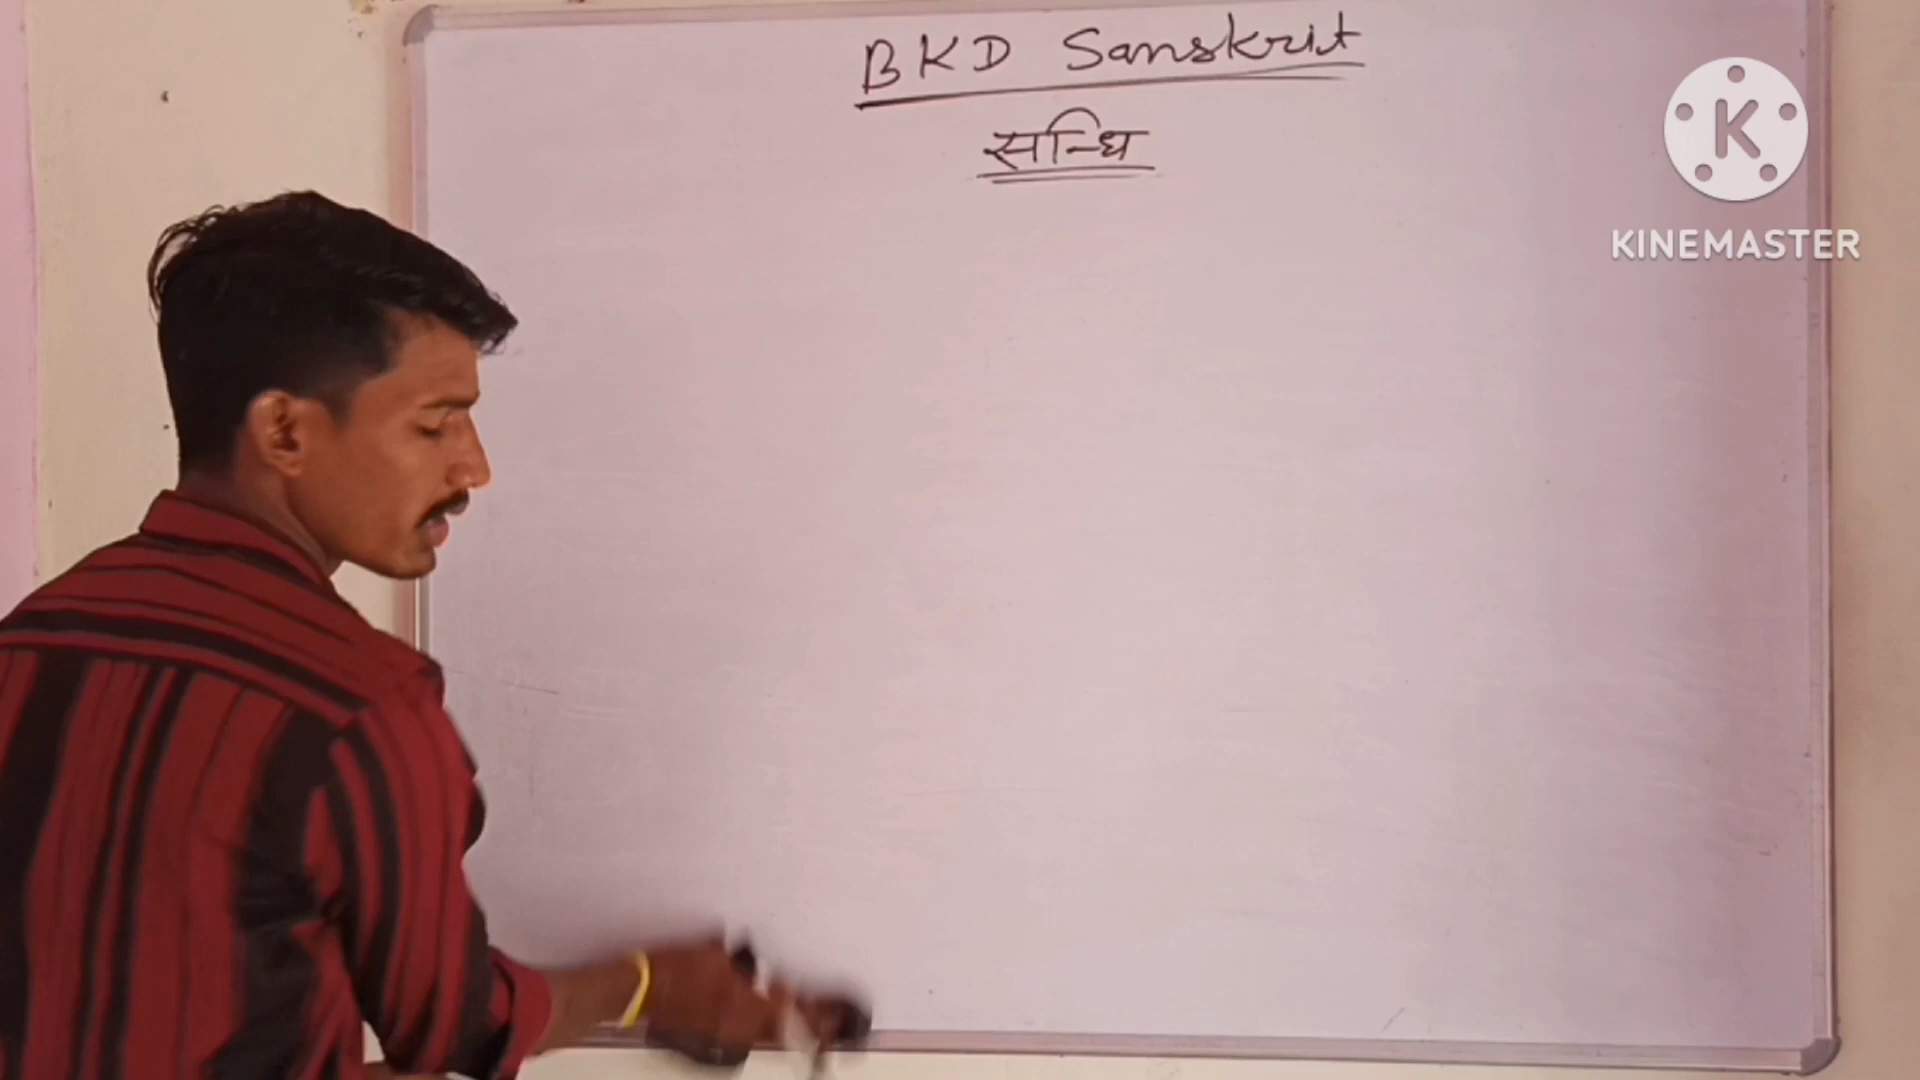 BKD Sanskrit
सन्धि
K
KINEMASTER